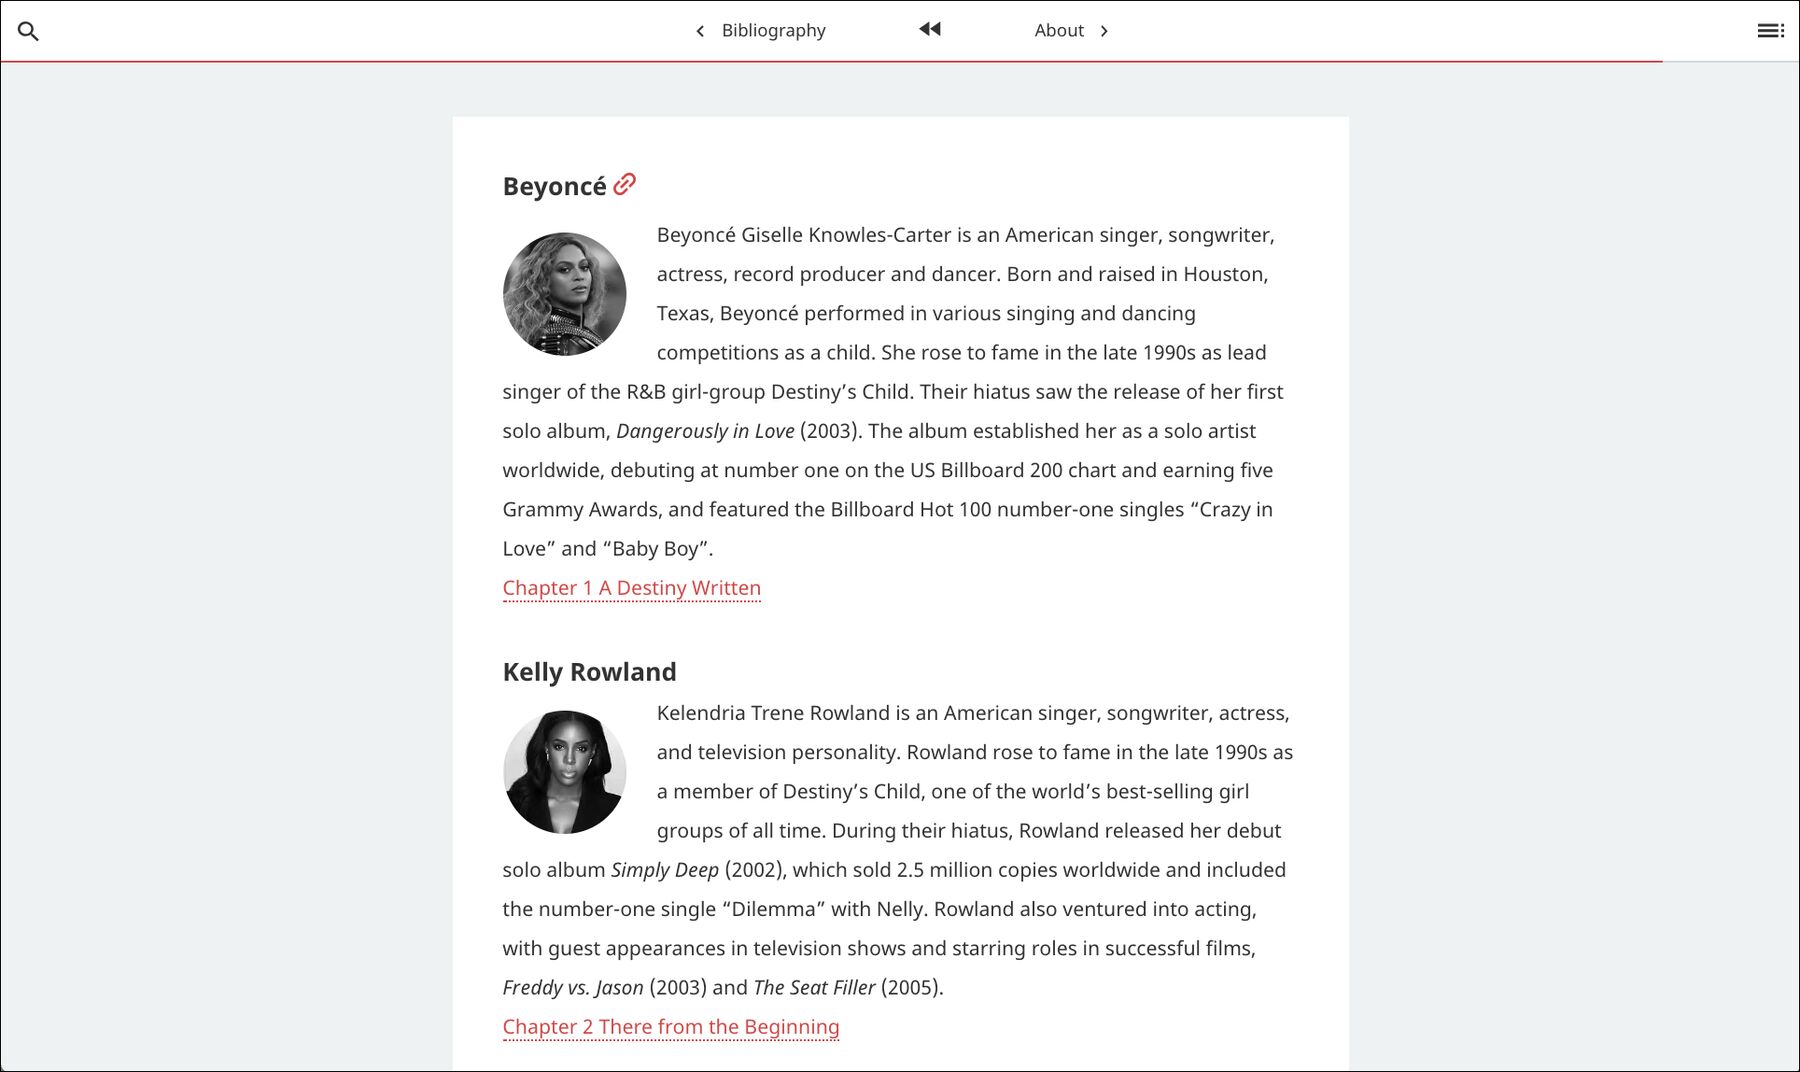 Bibliography
About
Beyoncé
Beyoncé Giselle Knowles-Carter is an American singer, songwriter,
actress, record producer and dancer. Born and raised in Houston,
Texas, Beyoncé performed in various singing and dancing
competitions as a child. She rose to fame in the late 1990s as lead
singer of the R&B girl-group Destiny’s Child. Their hiatus saw the release of her first
solo album, Dangerously in Love (2003). The album established her as a solo artist
worldwide, debuting at number one on the US Billboard 200 chart and earning five
Grammy Awards, and featured the Billboard Hot 100 number-one singles “Crazy in
Love” and “Baby Boy”.
Chapter 1 A Destiny Written
Kelly Rowland
Kelendria Trene Rowland is an American singer, songwriter, actress,
and television personality. Rowland rose to fame in the late 1990s as
a member of Destiny’s Child, one of the world’s best-selling girl
groups of all time. During their hiatus, Rowland released her debut
solo album Simply Deep (2002), which sold 2.5 million copies worldwide and included
the number-one single “Dilemma” with Nelly. Rowland also ventured into acting,
with guest appearances in television shows and starring roles in successful films,
Freddy vs. Jason (2003) and The Seat Filler (2005).
Chapter 2 There from the Beginning